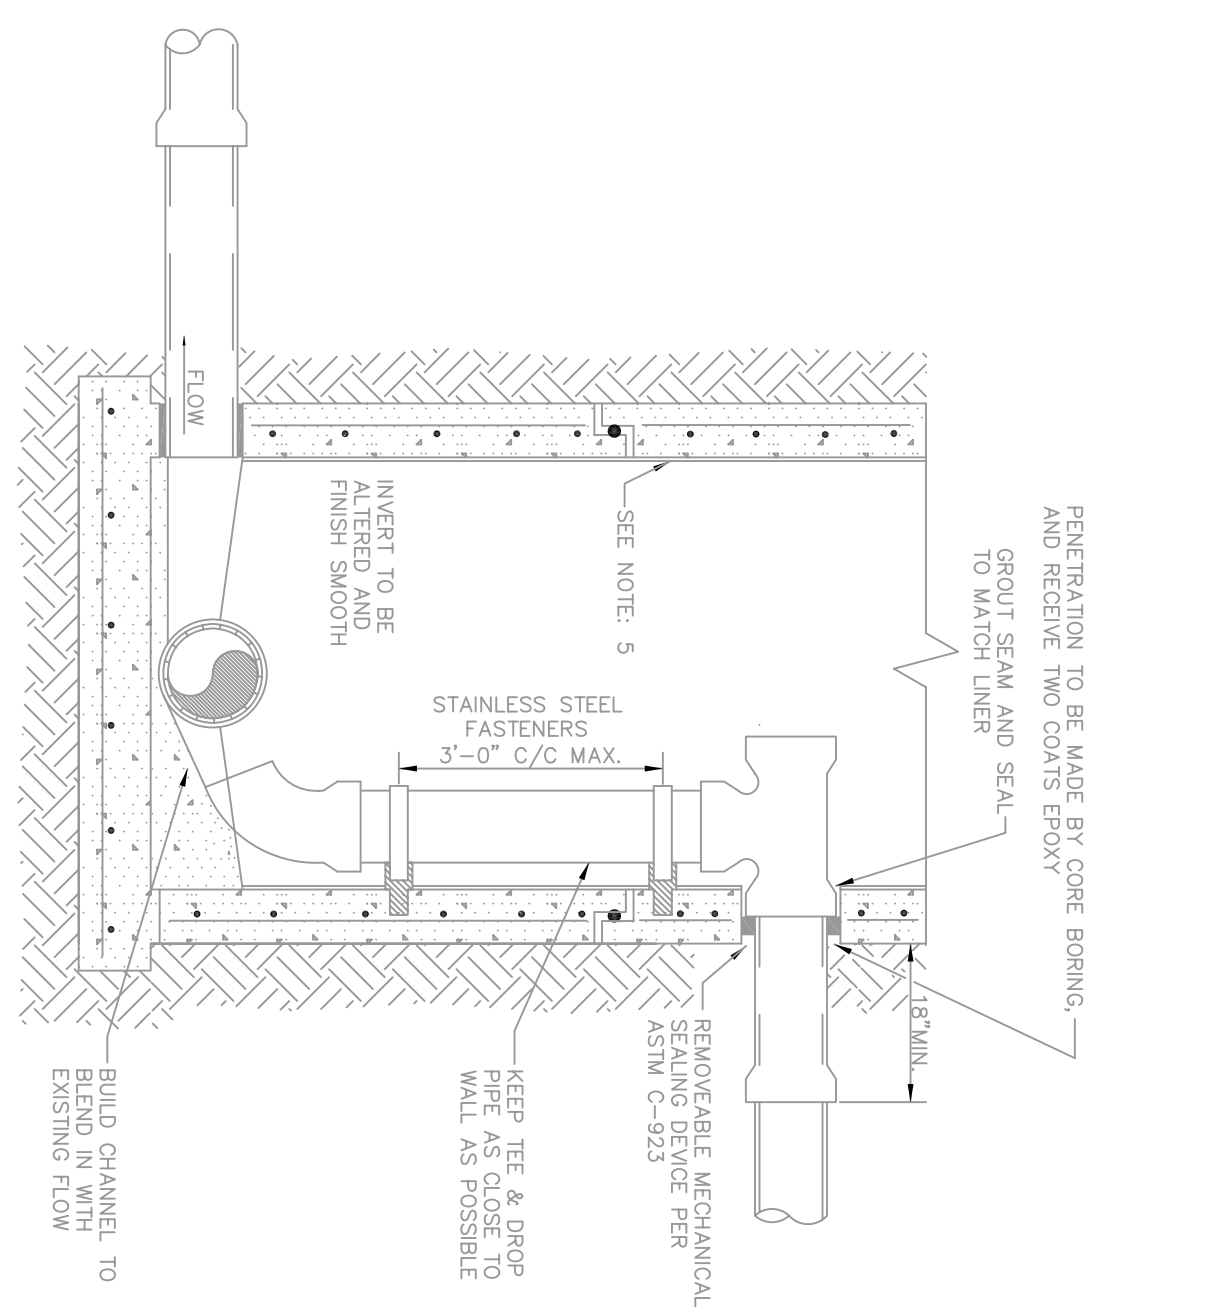 PENETRATION TO BE MADE BY CORE BORING,
AND RECEIVE TWO COATS EPOXY
GROUT SEAM AND SEAL
TO MATCH LINER
18" MIN.
SEE NOTE: 5
REMOVEABLE MECHANICAL
SEALING DEVICE PER
ASTM C-923
STAINLESS STEEL
FASTENERS
3'-0" C/C MAX.
INVERT TO BE
ALTERED AND
FINISH SMOOTH
KEEP TEE & DROP
PIPE AS CLOSE TO
WALL AS POSSIBLE
FLOW
BUILD CHANNEL TO
BLEND IN WITH
EXISTING FLOW